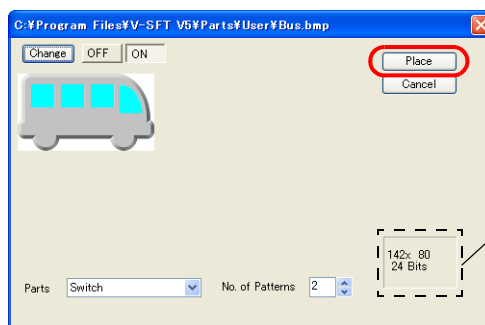 C:¥Program Files¥V-SFT V5¥Parts¥User¥Bus.bmp
Change OFF ON
Place
Cancel
142x 80
24 Bits
Parts Switch No. of Patterns 2